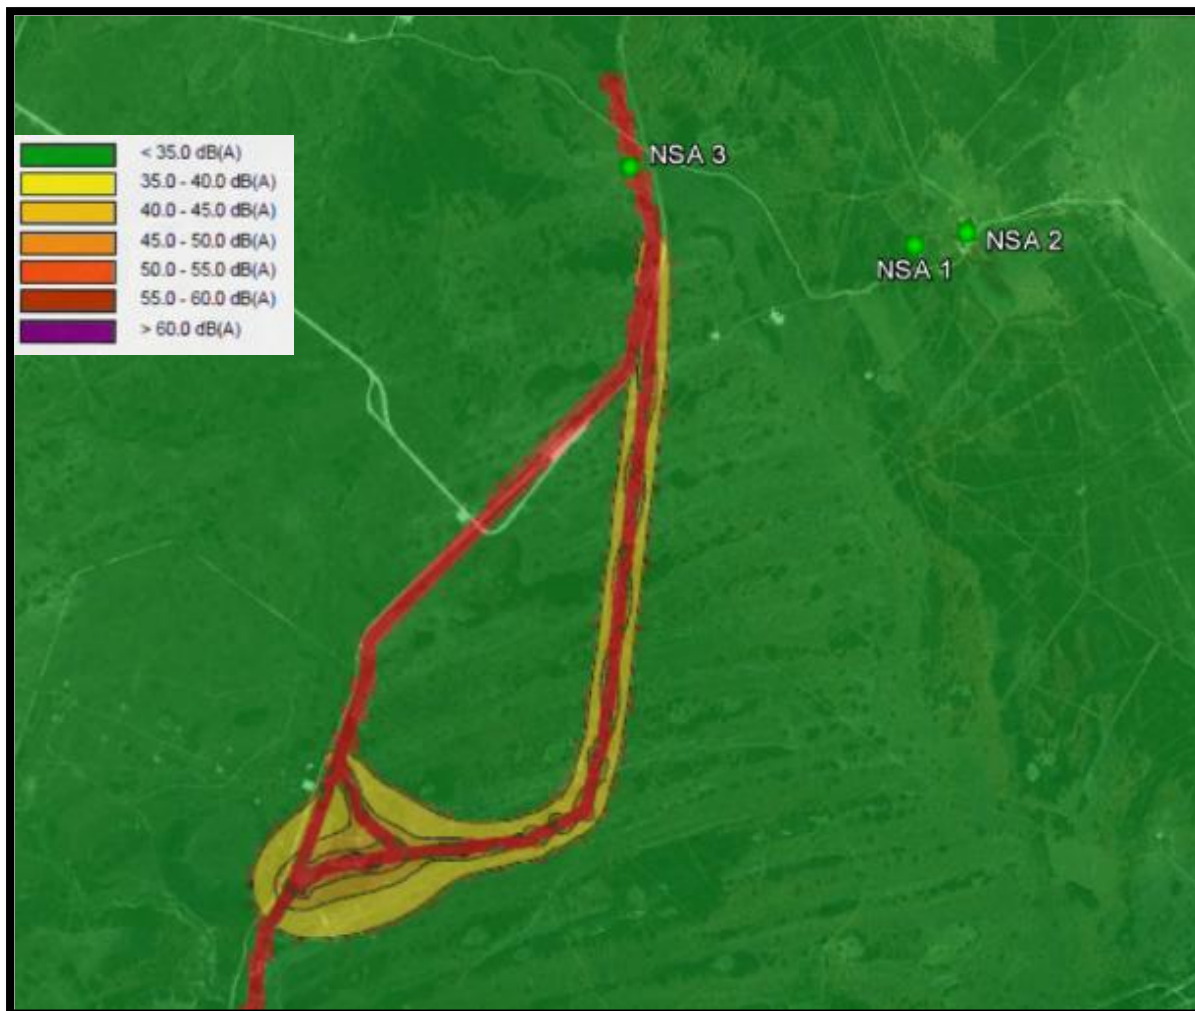 < 35.0 dB(A)
35.0 - 40.0 dB(A)
40.0 - 45.0 dB(A)
45.0 - 50.0 dB(A)
50.0 - 55.0 dB(A)
55.0 - 60.0 dB(A)
> 60.0 dB(A)
NSA 3
NSA 2
NSA 1